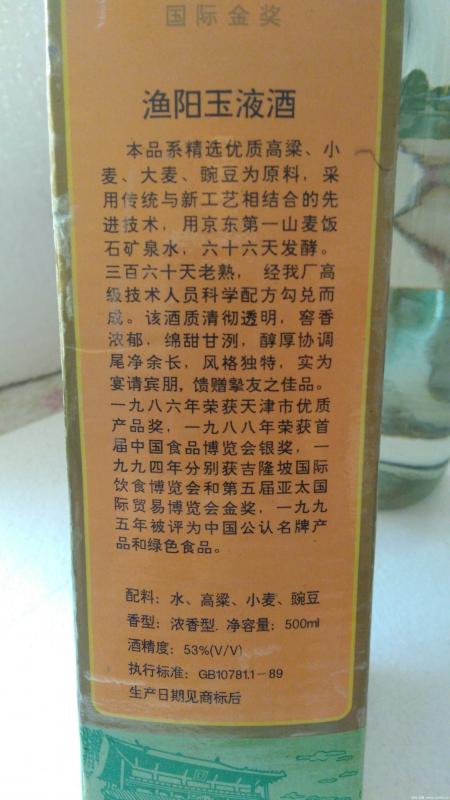 国际金奖
渔阳玉液酒
本品系精选优质高粱、小
麦、大麦、豌豆为原料，采
用传统与新工艺相结合的先
进技术，用京东第一山麦饭
石矿泉水，六十六天发酵。
三百六十天老熟，经我厂高
级技术人员科学配方勾兑而
成。该酒质清彻透明，窖香
浓郁，绵甜甘洌，醇厚协调
尾净余长，风格独特，实为
宴请宾朋，馈赠挚友之佳品。
一九八六年荣获天津市优质
产品奖，一九八八年荣获首
届中国食品博览会银奖，一
九九四年分别获吉隆坡国际
饮食博览会和第五届亚太国
际贸易博览会金奖，一九九
五年被评为中国公认名牌产
品和绿色食品。
配料：水、高粱、小麦、豌豆
香型：浓香型. 净容量：500ml
酒精度：53%(V/V)
执行标准：GB10781.1－89
生产日期见商标后